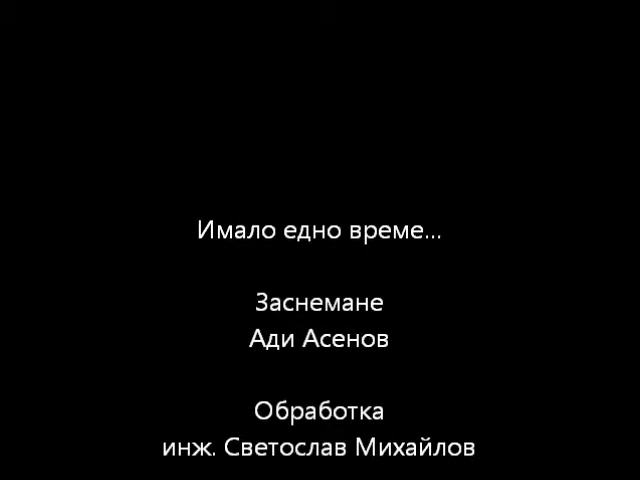 Имало едно време...
Заснемане
Ади Асенов
Обработка
инж. Светослав Михайлов